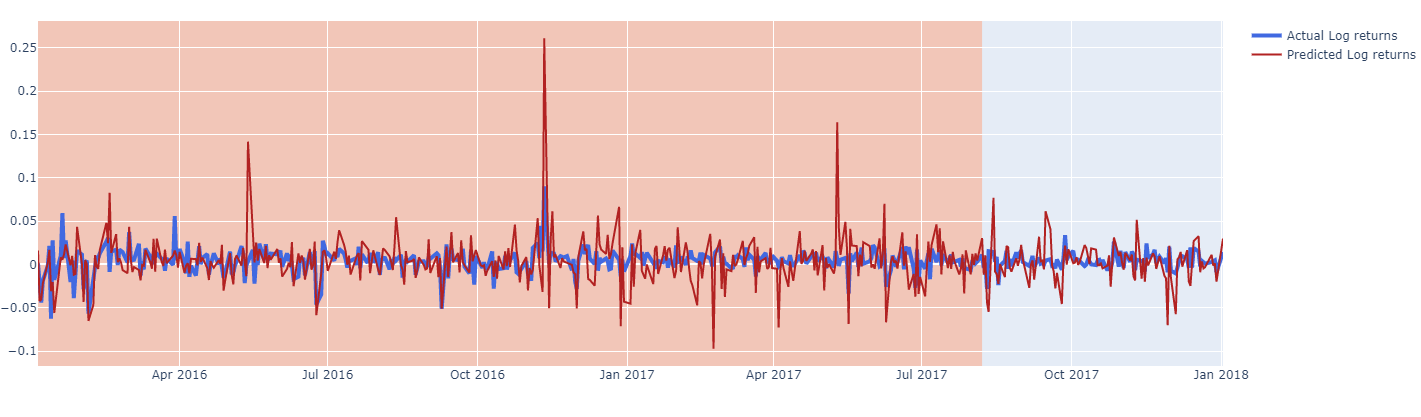 0.25
0.2
0.15
0.1
0.05
0
−0.05
−0.1
Apr 2016
Jul 2016
Oct 2016
Jan 2017
Apr 2017
Jul 2017
Oct 2017
Jan 2018
Actual Log returns
Predicted Log returns